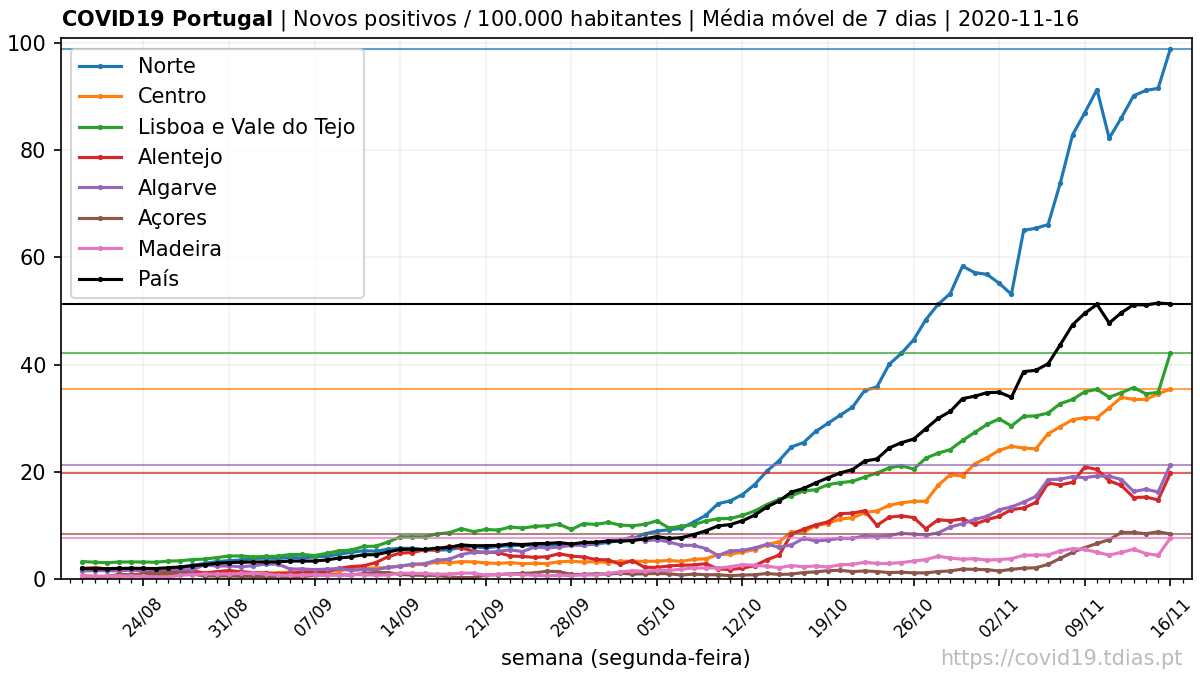 COVID19 Portugal | Novos positivos / 100.000 habitantes | Média móvel de 7 dias | 2020-11-16
100
80
60
40
20
0
Norte
Centro
Lisboa e Vale do Tejo
Alentejo
Algarve
Açores
Madeira
País
24/08 31/08 07/09 14/09 21/09 28/09 05/10 12/10 19/10 26/10 02/11 09/11 16/11
semana (segunda-feira)
https://covid19.tdias.pt